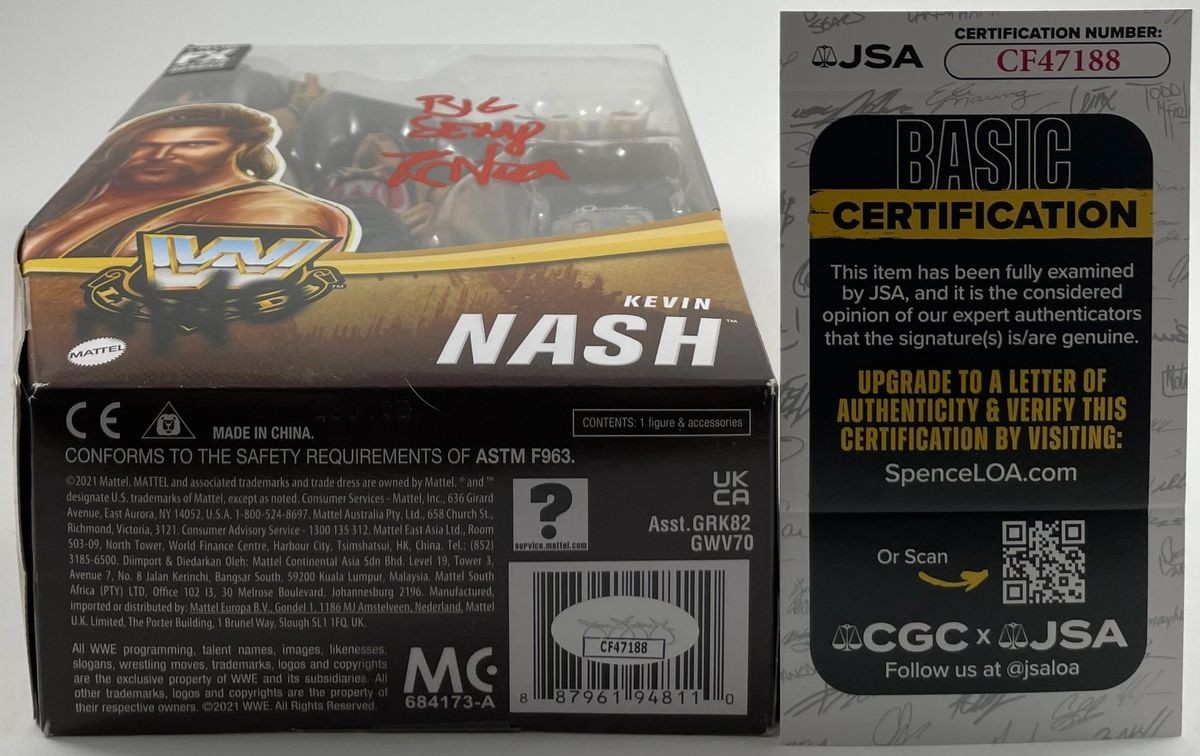 BIG
SEXY
K Nash
KEVIN
NASH™
MATTEL
CE
MADE IN CHINA.
CONTENTS: 1 figure & accessories
CONFORMS TO THE SAFETY REQUIREMENTS OF ASTM F963.
©2021 Mattel. MATTEL and associated trademarks and trade dress are owned by Mattel. ® and ™
designate U.S. trademarks of Mattel, except as noted. Consumer Services - Mattel, Inc., 636 Girard
Avenue, East Aurora, NY 14052, U.S.A. 1-800-524-8697. Mattel Australia Pty. Ltd., 658 Church St.,
Richmond, Victoria, 3121. Consumer Advisory Service - 1300 135 312. Mattel East Asia Ltd., Room
503-09, North Tower, World Finance Centre, Harbour City, Tsimshatsui, HK, China. Tel.: (852)
3185-6500. Diimport & Diedarkan Oleh: Mattel Continental Asia Sdn Bhd. Level 19, Tower 3,
Avenue 7, No. 8 Jalan Kerinchi, Bangsar South, 59200 Kuala Lumpur, Malaysia. Mattel South
Africa (PTY) LTD, Office 102 I3, 30 Melrose Boulevard, Johannesburg 2196. Manufactured,
imported or distributed by: Mattel Europa B.V., Gondel 1, 1186 MJ Amstelveen, Nederland. Mattel
U.K. Limited, The Porter Building, 1 Brunel Way, Slough SL1 1FQ, UK.
All WWE programming, talent names, images, likenesses,
slogans, wrestling moves, trademarks, logos and copyrights
are the exclusive property of WWE and its subsidiaries. All
other trademarks, logos and copyrights are the property of
their respective owners. ©2021 WWE. All Rights Reserved.
MC
684173-A
?
service.mattel.com
UK
CA
Asst.GRK82
GWV70
CF47188
8 87961 94811 0
JSA
CERTIFICATION NUMBER:
CF47188
BASIC
CERTIFICATION
This item has been fully examined
by JSA, and it is the considered
opinion of our expert authenticators
that the signature(s) is/are genuine.
UPGRADE TO A LETTER OF
AUTHENTICITY & VERIFY THIS
CERTIFICATION BY VISITING:
SpenceLOA.com
Or Scan
CGC x JSA
Follow us at @jsaloa